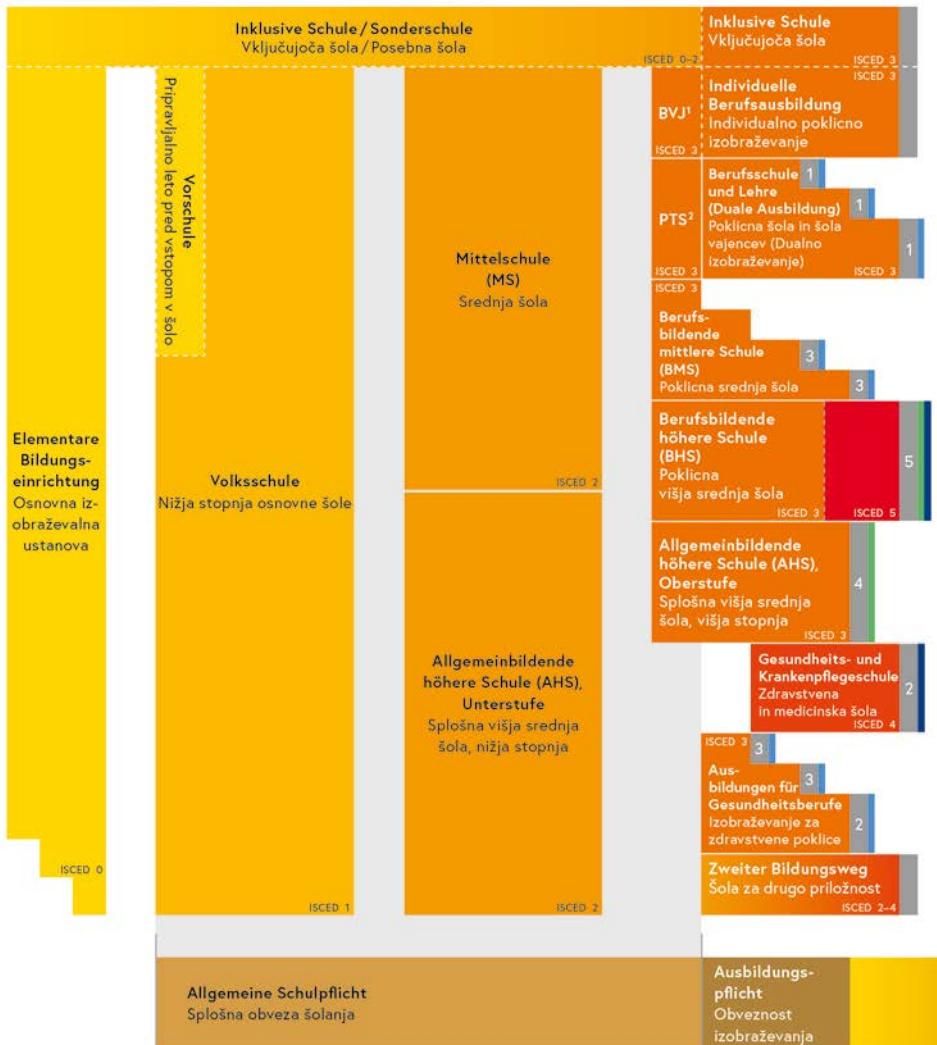 Inklusive Schule / Sonderschule
Vključujoča šola / Posebna šola
ISCED 0–2
Inklusive Schule
Vključujoča šola
ISCED 3
Elementare
Bildungs-
einrichtung
Osnovna iz-
obraževalna
ustanova
ISCED 0
Vorschule
Pripravljalno leto pred vstopom v šolo
Volksschule
Nižja stopnja osnovne šole
ISCED 1
Mittelschule
(MS)
Srednja šola
ISCED 2
Allgemeinbildende
höhere Schule (AHS),
Unterstufe
Splošna višja srednja
šola, nižja stopnja
ISCED 2
BVJ¹
ISCED 3
ISCED 3
Individuelle
Berufsausbildung
Individualno poklicno
izobraževanje
PTS²
ISCED 3
Berufsschule
und Lehre
(Duale Ausbildung)
Poklicna šola in šola
vajencev (Dualno
izobraževanje)
ISCED 3
1
1
1
ISCED 3
Berufs-
bildende
mittlere Schule
(BMS)
Poklicna srednja šola
3
3
Berufsbildende
höhere Schule
(BHS)
Poklicna
višja srednja šola
ISCED 3
ISCED 5
5
Allgemeinbildende
höhere Schule (AHS),
Oberstufe
Splošna višja srednja
šola, višja stopnja
ISCED 3
4
Gesundheits- und
Krankenpflegeschule
Zdravstvena
in medicinska šola
ISCED 4
2
ISCED 3
3
Aus-
bildungen für
Gesundheitsberufe
Izobraževanje za
zdravstvene poklice
3
2
Zweiter Bildungsweg
Šola za drugo priložnost
ISCED 2–4
Allgemeine Schulpflicht
Splošna obveza šolanja
Ausbildungs-
pflicht
Obveznost
izobraževanja